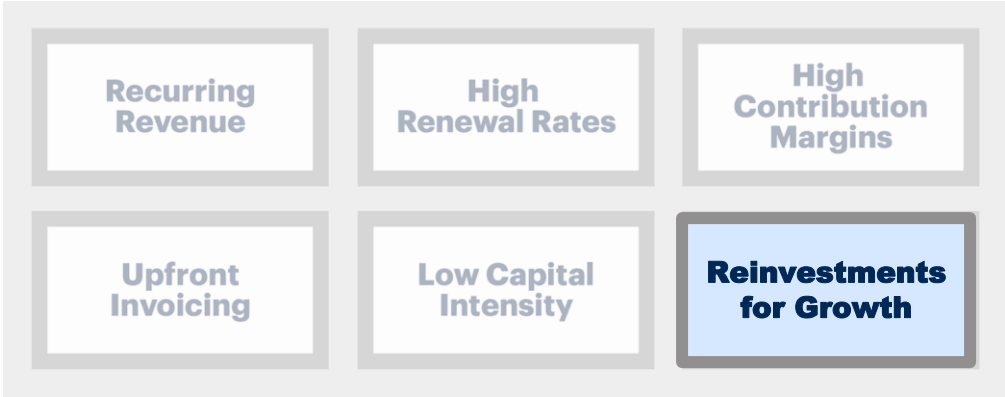 Recurring
Revenue
High
Renewal Rates
High
Contribution
Margins
Upfront
Invoicing
Low Capital
Intensity
Reinvestments
for Growth